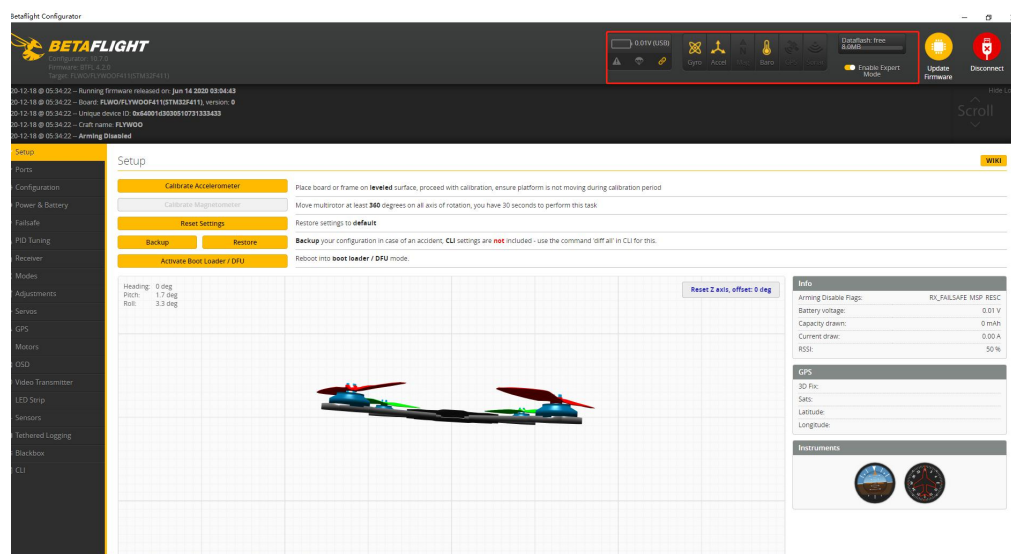 Betaflight Configurator
BETAFLIGHT
Configurator: 10.7.0
Firmware: BTFL 4.2.0
Target: FLWO/FLYWOOF411(STM32F411)
0.01V (USB)
Gyro Accel Mag Baro GPS Sonar
Dataflash: free
8.0MB
Enable Expert
Mode
Update
Firmware
Disconnect
20-12-18 @ 05:34:22 -- Running firmware released on: Jun 14 2020 03:04:43
20-12-18 @ 05:34:22 -- Board: FLWO/FLYWOOF411(STM32F411), version: 0
20-12-18 @ 05:34:22 -- Unique device ID: 0x64001d3030510731333433
20-12-18 @ 05:34:22 -- Craft name: FLYWOO
20-12-18 @ 05:34:22 -- Arming Disabled
Hide Lo
Scroll
Setup
Ports
Configuration
Power & Battery
Failsafe
PID Tuning
Receiver
Modes
Adjustments
Servos
GPS
Motors
OSD
Video Transmitter
LED Strip
Sensors
Tethered Logging
Blackbox
CLI
Setup
WIKI
Calibrate Accelerometer
Place board or frame on leveled surface, proceed with calibration, ensure platform is not moving during calibration period
Calibrate Magnetometer
Move multirotor at least 360 degrees on all axis of rotation, you have 30 seconds to perform this task
Reset Settings
Restore settings to default
Backup Restore
Backup your configuration in case of an accident, CLI settings are not included - use the command 'diff all' in CLI for this.
Activate Boot Loader / DFU
Reboot into boot loader / DFU mode.
Heading: 0 deg
Pitch: 1.7 deg
Roll: 3.3 deg
Reset Z axis, offset: 0 deg
Info
Arming Disable Flags: RX_FAILSAFE MSP RESC
Battery voltage: 0.01 V
Capacity drawn: 0 mAh
Current draw: 0.00 A
RSSI: 50 %
GPS
3D Fix:
Sats:
Latitude:
Longitude:
Instruments